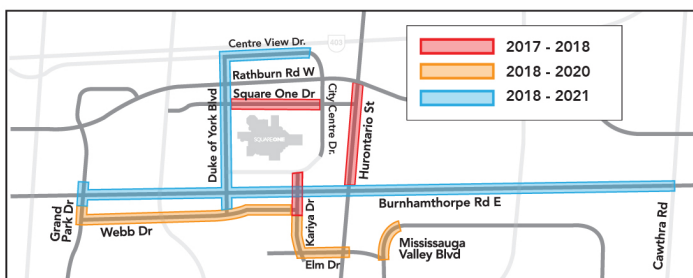 Centre View Dr.
403
2017 - 2018
2018 - 2020
2018 - 2021
Rathburn Rd W
Square One Dr
Duke of York Blvd
City Centre Dr.
Hurontario St
SQUARE ONE
Burnhamthorpe Rd E
Grand
Park Dr
Webb Dr
Kariya Dr
Elm Dr
Mississauga
Valley Blvd
Cawthra Rd